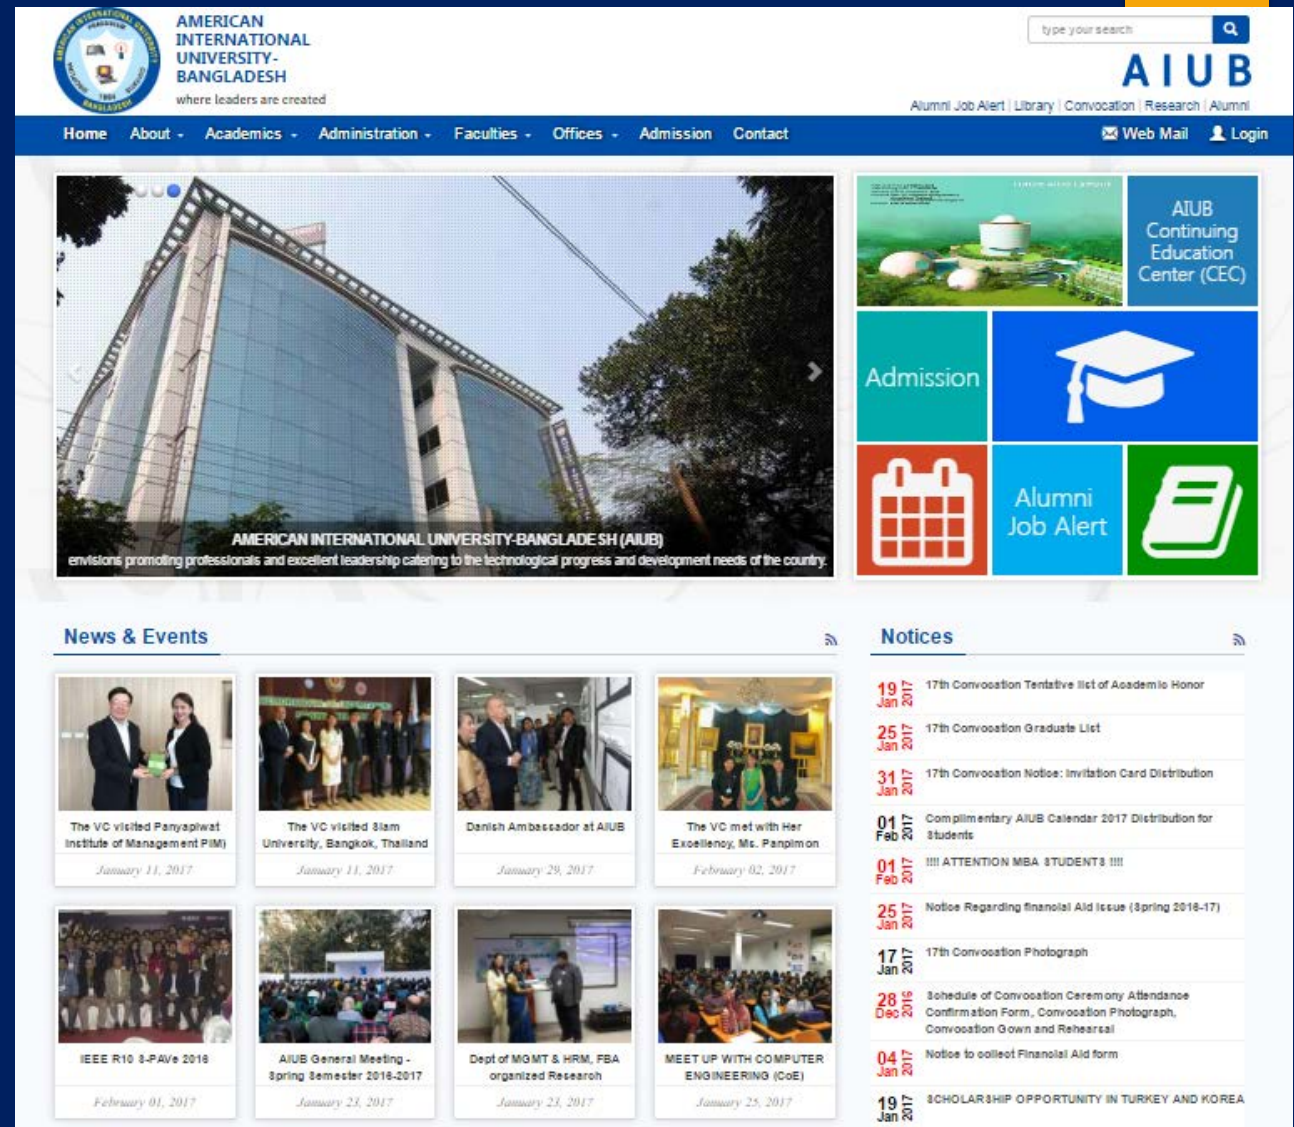 AMERICAN
INTERNATIONAL
UNIVERSITY-
BANGLADESH
where leaders are created
type your search
AIUB
Alumni Job Alert | Library | Convocation | Research | Alumni
Home About Academics Administration Faculties Offices Admission Contact Web Mail Login
AIUB
Continuing
Education
Center (CEC)
Admission
Alumni
Job Alert
AMERICAN INTERNATIONAL UNIVERSITY-BANGLADESH (AIUB)
envisions promoting professionals and excellent leadership catering to the technological progress and development needs of the country.
News & Events
The VC visited Panyapiwat
Institute of Management PIM)
January 11, 2017
The VC visited Siam
University, Bangkok, Thailand
January 11, 2017
Danish Ambassador at AIUB
January 29, 2017
The VC met with Her
Excellency, Ms. Panpimon
February 02, 2017
IEEE R10 S-PAVe 2016
February 01, 2017
AIUB General Meeting -
Spring Semester 2016-2017
January 23, 2017
Dept of MGMT & HRM, FBA
organized Research
January 23, 2017
MEET UP WITH COMPUTER
ENGINEERING (CoE)
January 25, 2017
Notices
19 Jan 2017
17th Convocation Tentative list of Academic Honor
25 Jan 2017
17th Convocation Graduate List
31 Jan 2017
17th Convocation Notice: Invitation Card Distribution
01 Feb 2017
Complimentary AIUB Calendar 2017 Distribution for
Students
01 Feb 2017
!!!! ATTENTION MBA STUDENTS !!!!
25 Jan 2017
Notice Regarding financial Aid Issue (Spring 2016-17)
17 Jan 2017
17th Convocation Photograph
28 Dec 2016
Schedule of Convocation Ceremony Attendance
Confirmation Form, Convocation Photograph,
Convocation Gown and Rehearsal
04 Jan 2017
Notice to collect Financial Aid form
19 Jan 2017
SCHOLARSHIP OPPORTUNITY IN TURKEY AND KOREA